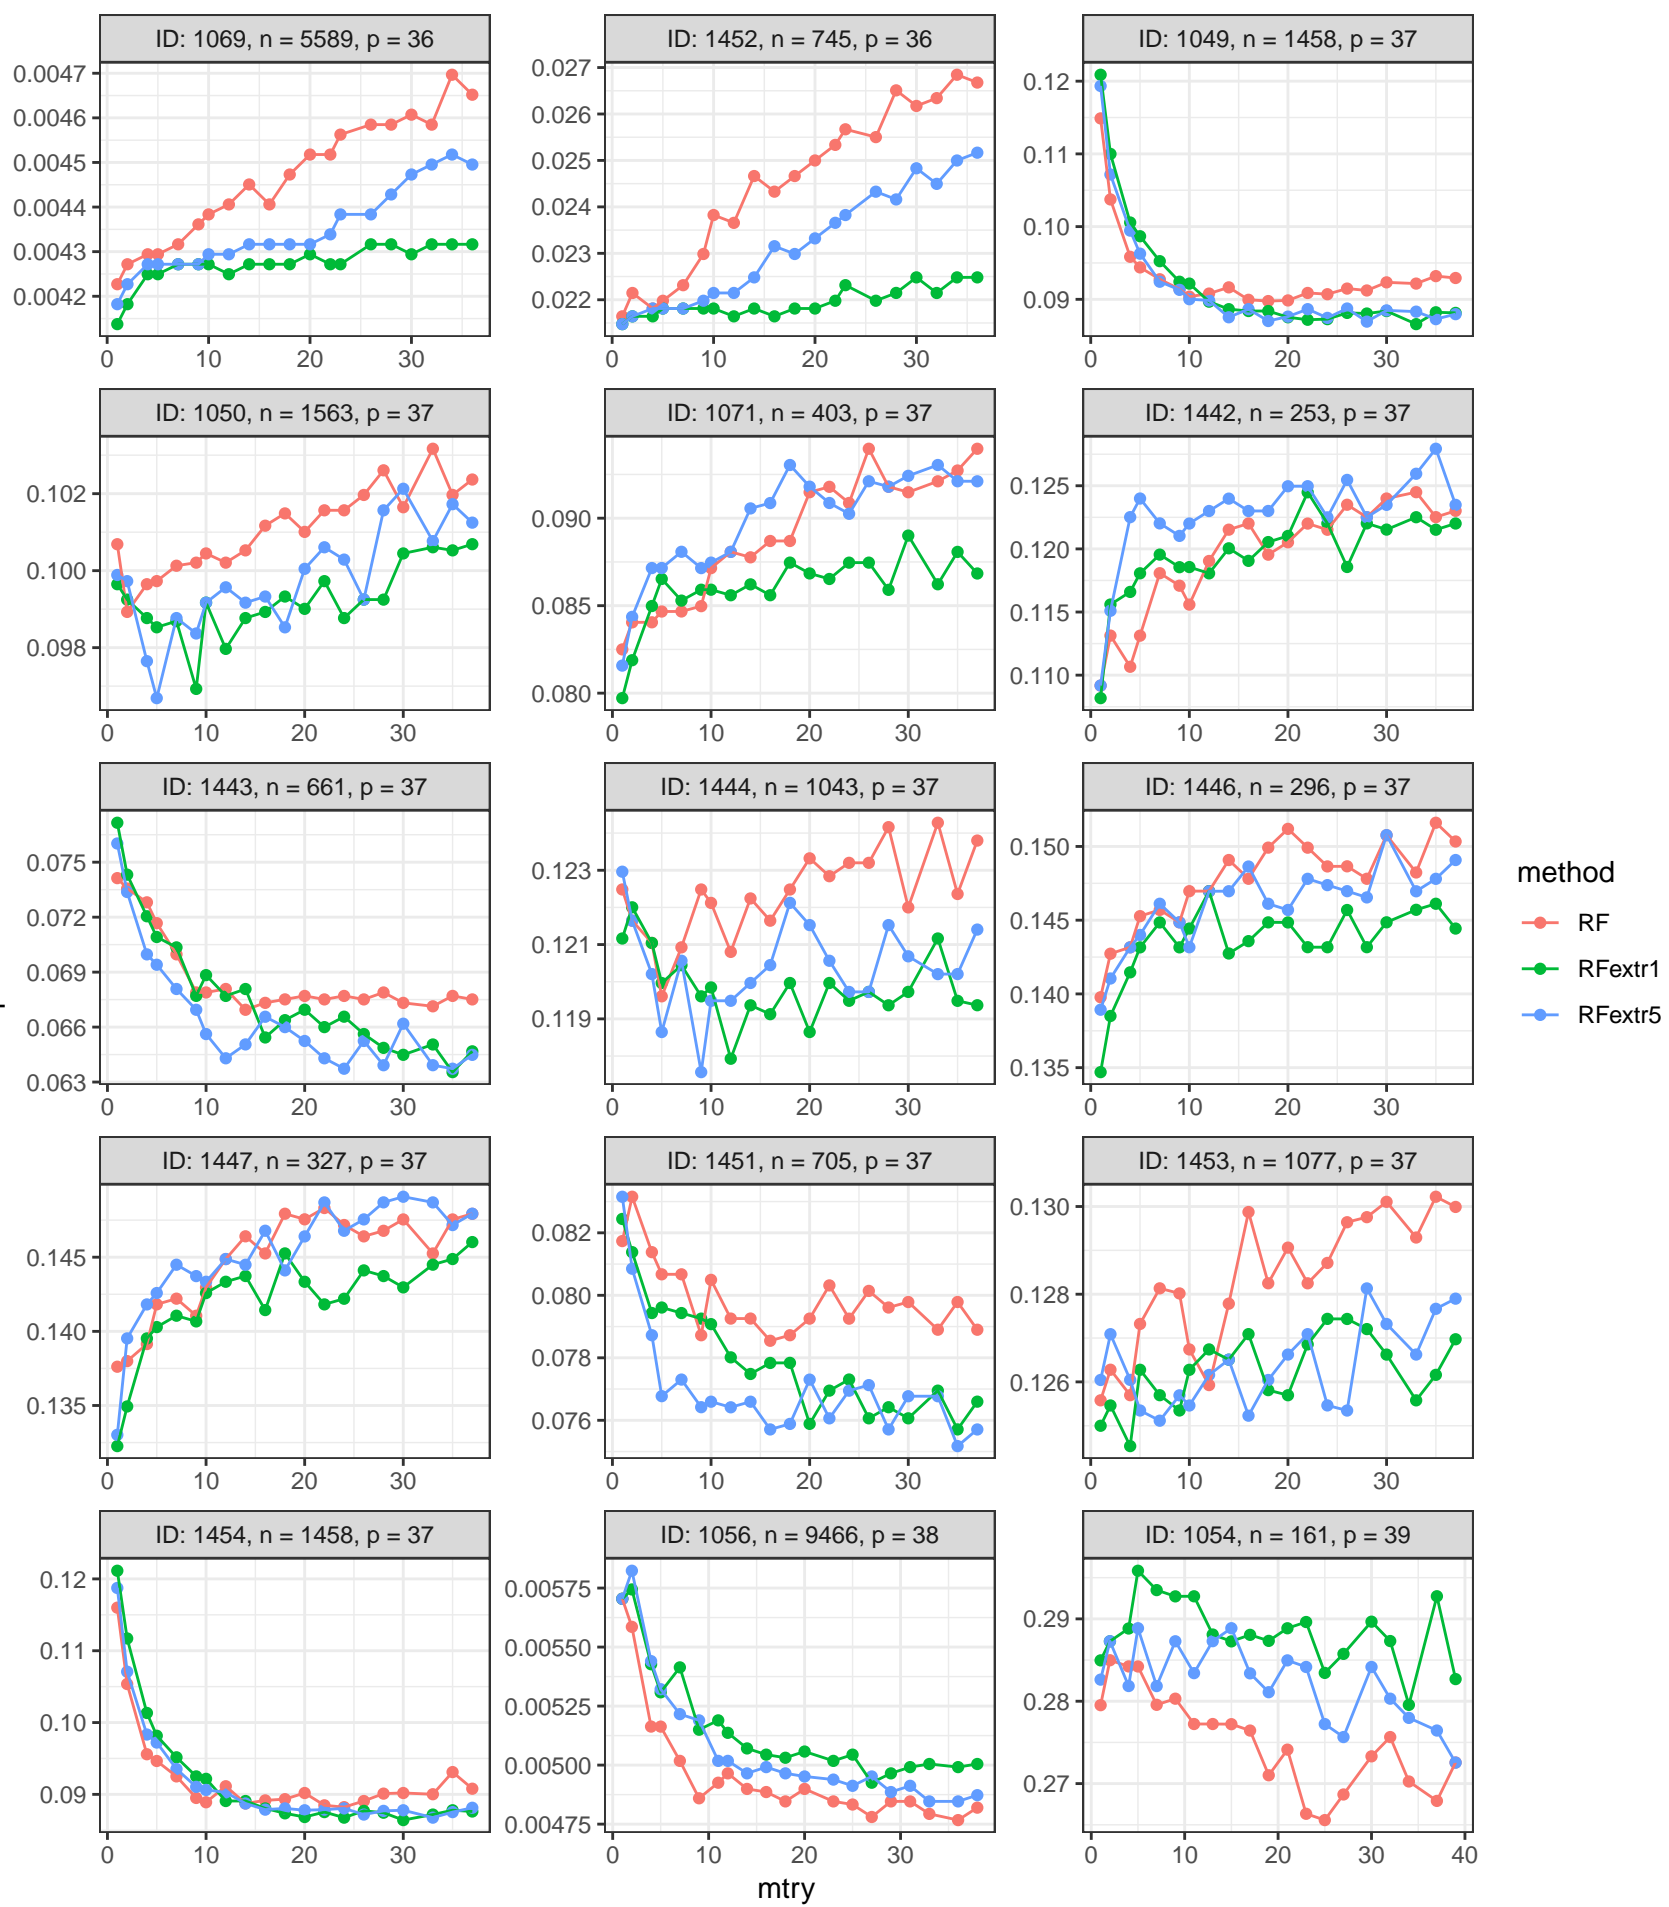 ID: 1069, n = 5589, p = 36
0.0047
0.0046
0.0045
0.0044
0.0043
0.0042
0 10 20 30
ID: 1452, n = 745, p = 36
0.027
0.026
0.025
0.024
0.023
0.022
0 10 20 30
ID: 1049, n = 1458, p = 37
0.12
0.11
0.10
0.09
0 10 20 30
ID: 1050, n = 1563, p = 37
0.102
0.100
0.098
0 10 20 30
ID: 1071, n = 403, p = 37
0.090
0.085
0.080
0 10 20 30
ID: 1442, n = 253, p = 37
0.125
0.120
0.115
0.110
0 10 20 30
ID: 1443, n = 661, p = 37
0.075
0.072
0.069
0.066
0.063
0 10 20 30
ID: 1444, n = 1043, p = 37
0.123
0.121
0.119
0 10 20 30
ID: 1446, n = 296, p = 37
0.150
0.145
0.140
0.135
0 10 20 30
ID: 1447, n = 327, p = 37
0.145
0.140
0.135
0 10 20 30
ID: 1451, n = 705, p = 37
0.082
0.080
0.078
0.076
0 10 20 30
ID: 1453, n = 1077, p = 37
0.130
0.128
0.126
0 10 20 30
ID: 1454, n = 1458, p = 37
0.12
0.11
0.10
0.09
0 10 20 30
ID: 1056, n = 9466, p = 38
0.00575
0.00550
0.00525
0.00500
0.00475
0 10 20 30
ID: 1054, n = 161, p = 39
0.29
0.28
0.27
0 10 20 30 40
mtry
method
RF
RFextr1
RFextr5